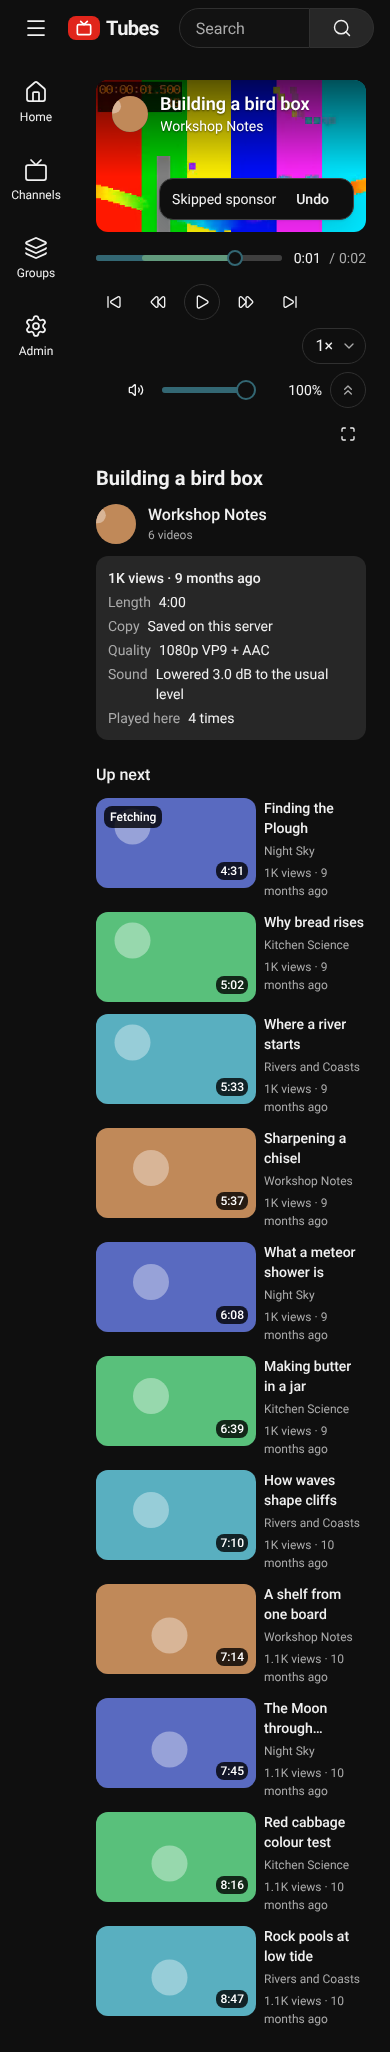 Tubes
Search
Home
Channels
Groups
Admin
00:00:01.500
Building a bird box
Workshop Notes
Skipped sponsor Undo
0:01 / 0:02
1×
100%
Building a bird box
Workshop Notes
6 videos
1K views · 9 months ago
Length 4:00
Copy Saved on this server
Quality 1080p VP9 + AAC
Sound Lowered 3.0 dB to the usual
level
Played here 4 times
Up next
Fetching
4:31
Finding the
Plough
Night Sky
1K views · 9
months ago
5:02
Why bread rises
Kitchen Science
1K views · 9
months ago
5:33
Where a river
starts
Rivers and Coasts
1K views · 9
months ago
5:37
Sharpening a
chisel
Workshop Notes
1K views · 9
months ago
6:08
What a meteor
shower is
Night Sky
1K views · 9
months ago
6:39
Making butter
in a jar
Kitchen Science
1K views · 9
months ago
7:10
How waves
shape cliffs
Rivers and Coasts
1K views · 10
months ago
7:14
A shelf from
one board
Workshop Notes
1.1K views · 10
months ago
7:45
The Moon
through...
Night Sky
1.1K views · 10
months ago
8:16
Red cabbage
colour test
Kitchen Science
1.1K views · 10
months ago
8:47
Rock pools at
low tide
Rivers and Coasts
1.1K views · 10
months ago